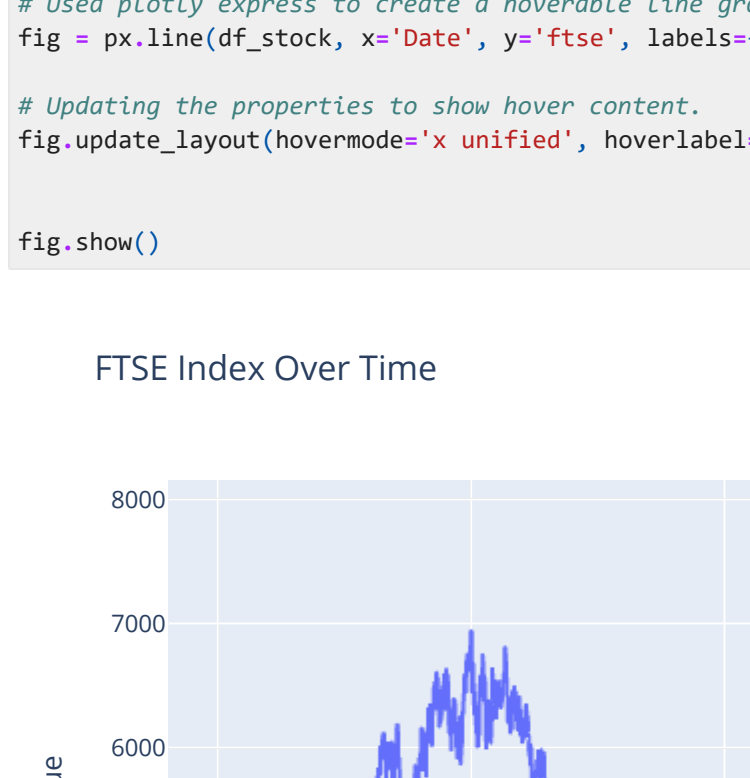 # Used plotly express to create a hoverable line
fig = px.line(df_stock, x='Date', y='ftse', labels=
# Updating the properties to show hover content.
fig.update_layout(hovermode='x unified', hoverlabel
fig.show()
FTSE Index Over Time
8000
7000
6000